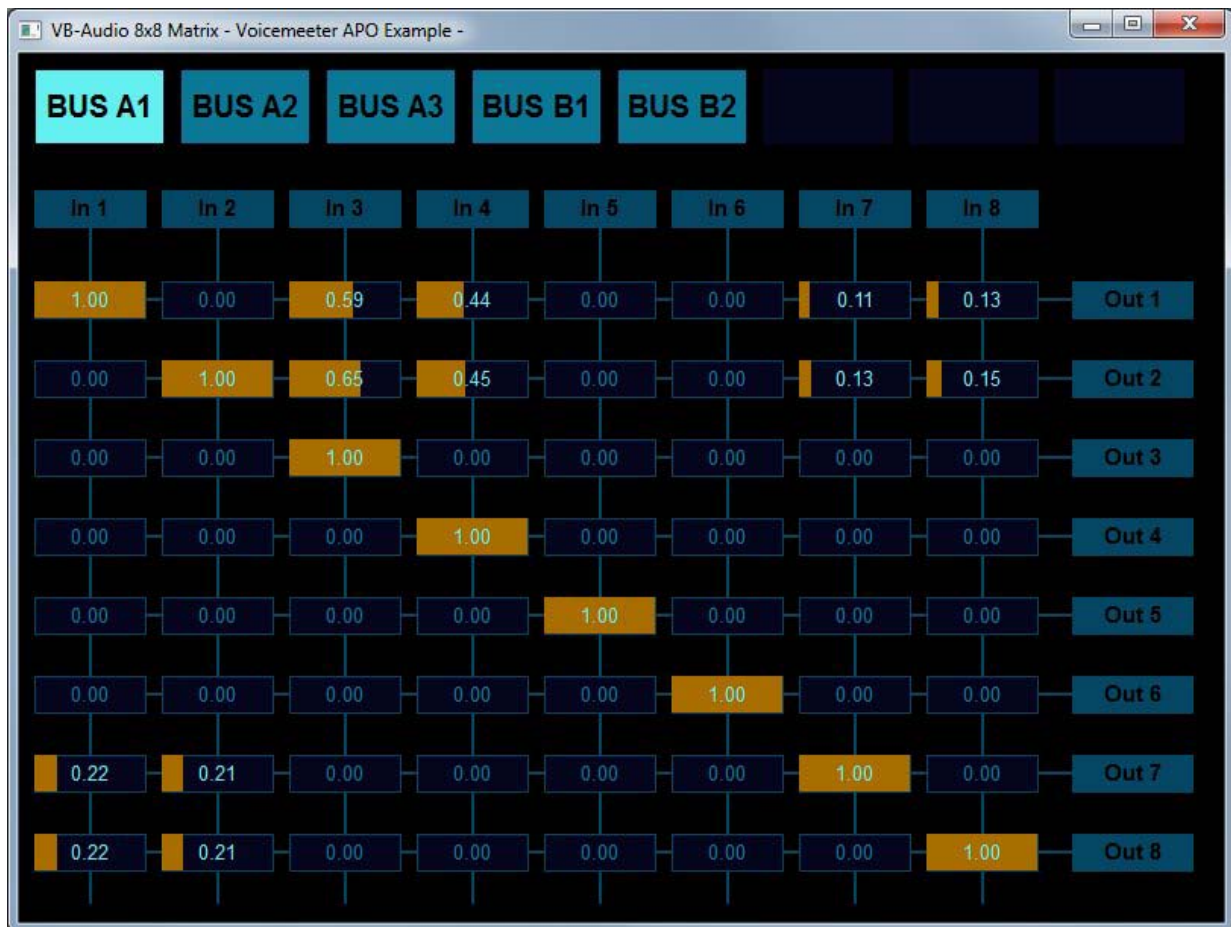 VB-Audio 8x8 Matrix - Voicemeeter APO Example -
BUS A1 BUS A2 BUS A3 BUS B1 BUS B2
In 1 In 2 In 3 In 4 In 5 In 6 In 7 In 8
1.00 0.00 0.59 0.44 0.00 0.00 0.11 0.13 Out 1
0.00 1.00 0.65 0.45 0.00 0.00 0.13 0.15 Out 2
0.00 0.00 1.00 0.00 0.00 0.00 0.00 0.00 Out 3
0.00 0.00 0.00 1.00 0.00 0.00 0.00 0.00 Out 4
0.00 0.00 0.00 0.00 1.00 0.00 0.00 0.00 Out 5
0.00 0.00 0.00 0.00 0.00 1.00 0.00 0.00 Out 6
0.22 0.21 0.00 0.00 0.00 0.00 1.00 0.00 Out 7
0.22 0.21 0.00 0.00 0.00 0.00 0.00 1.00 Out 8